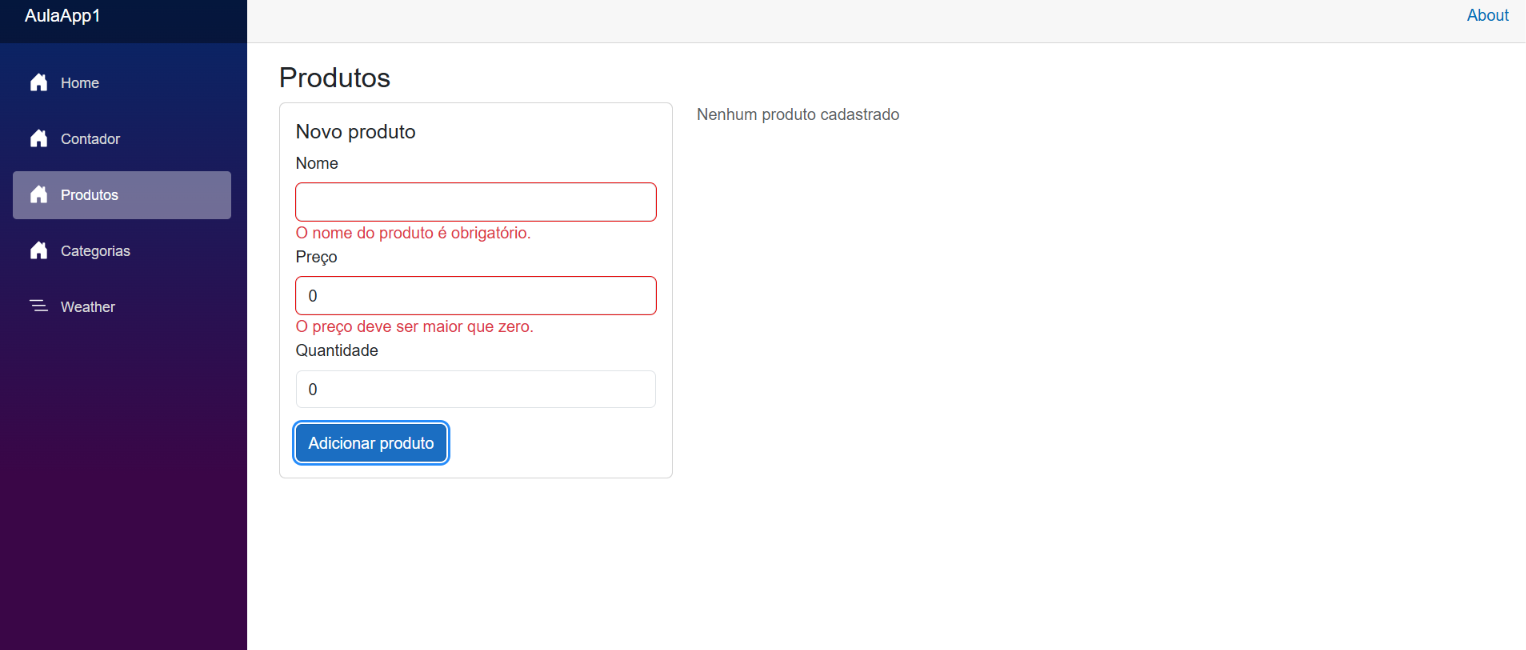 AulaApp1
About
Home
Contador
Produtos
Categorias
Weather
Produtos
Novo produto
Nome
O nome do produto é obrigatório.
Preço
0
O preço deve ser maior que zero.
Quantidade
0
Adicionar produto
Nenhum produto cadastrado